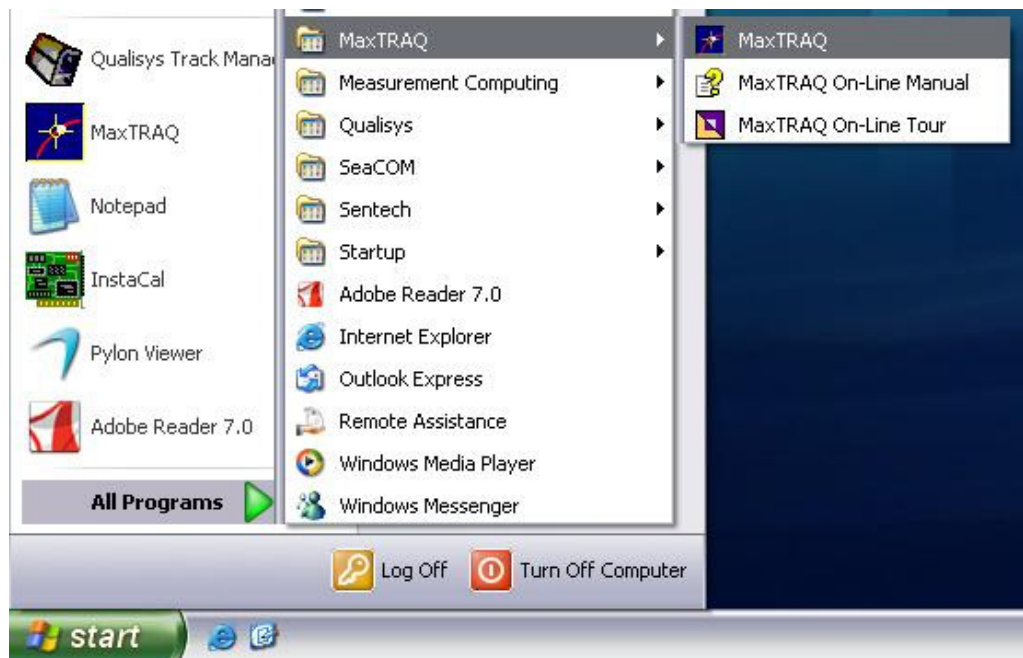 Qualisys Track Mana
MaxTRAQ
Notepad
InstaCal
Pylon Viewer
Adobe Reader 7.0
All Programs
MaxTRAQ
Measurement Computing
Qualisys
SeaCOM
Sentech
Startup
Adobe Reader 7.0
Internet Explorer
Outlook Express
Remote Assistance
Windows Media Player
Windows Messenger
MaxTRAQ
MaxTRAQ On-Line Manual
MaxTRAQ On-Line Tour
Log Off
Turn Off Computer
start